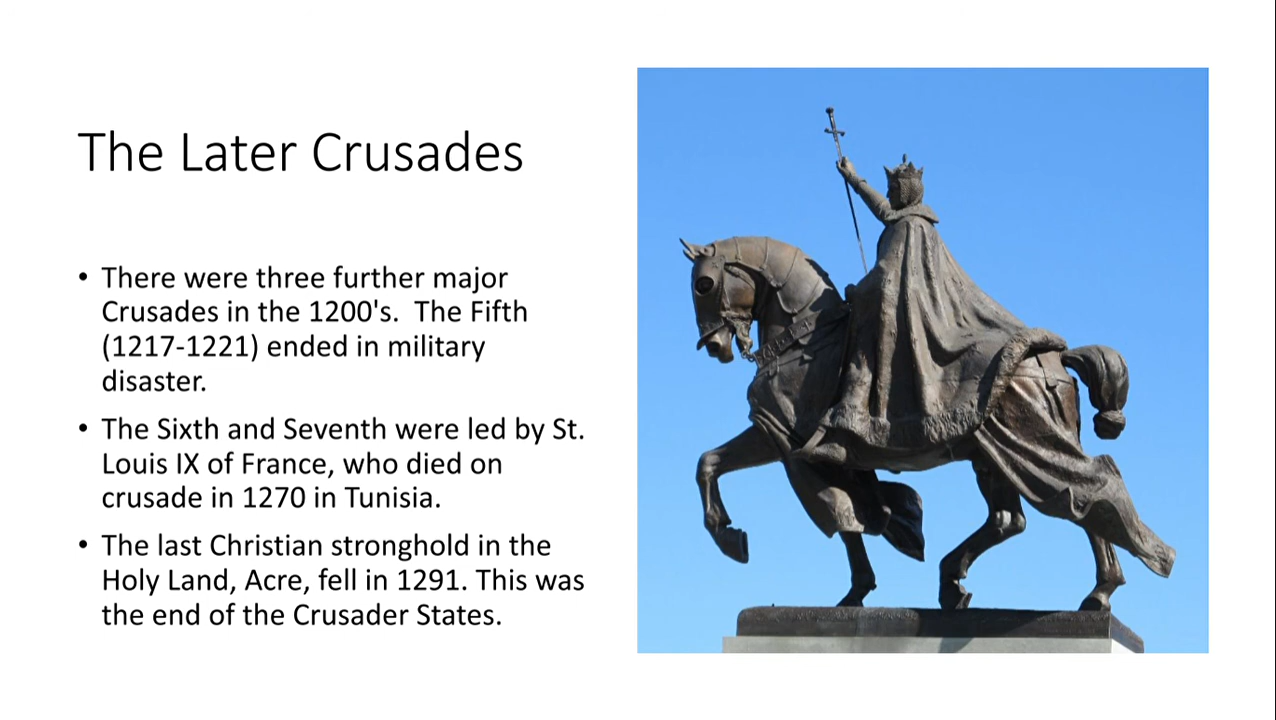 The Later Crusades
• There were three further major
Crusades in the 1200's.  The Fifth
(1217-1221) ended in military
disaster.
• The Sixth and Seventh were led by St.
Louis IX of France, who died on
crusade in 1270 in Tunisia.
• The last Christian stronghold in the
Holy Land, Acre, fell in 1291. This was
the end of the Crusader States.